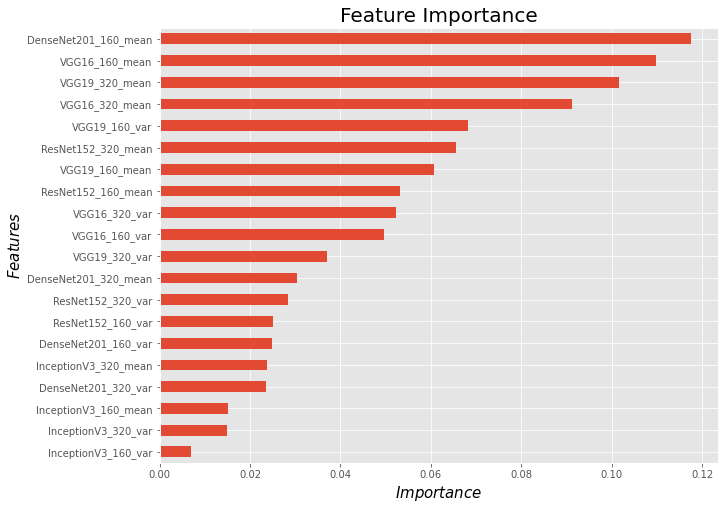 Feature Importance
DenseNet201_160_mean
VGG16_160_mean
VGG19_320_mean
VGG16_320_mean
VGG19_160_var
ResNet152_320_mean
VGG19_160_mean
ResNet152_160_mean
VGG16_320_var
VGG16_160_var
VGG19_320_var
DenseNet201_320_mean
ResNet152_320_var
ResNet152_160_var
DenseNet201_160_var
InceptionV3_320_mean
DenseNet201_320_var
InceptionV3_160_mean
InceptionV3_320_var
InceptionV3_160_var
Features
0.00 0.02 0.04 0.06 0.08 0.10 0.12
Importance